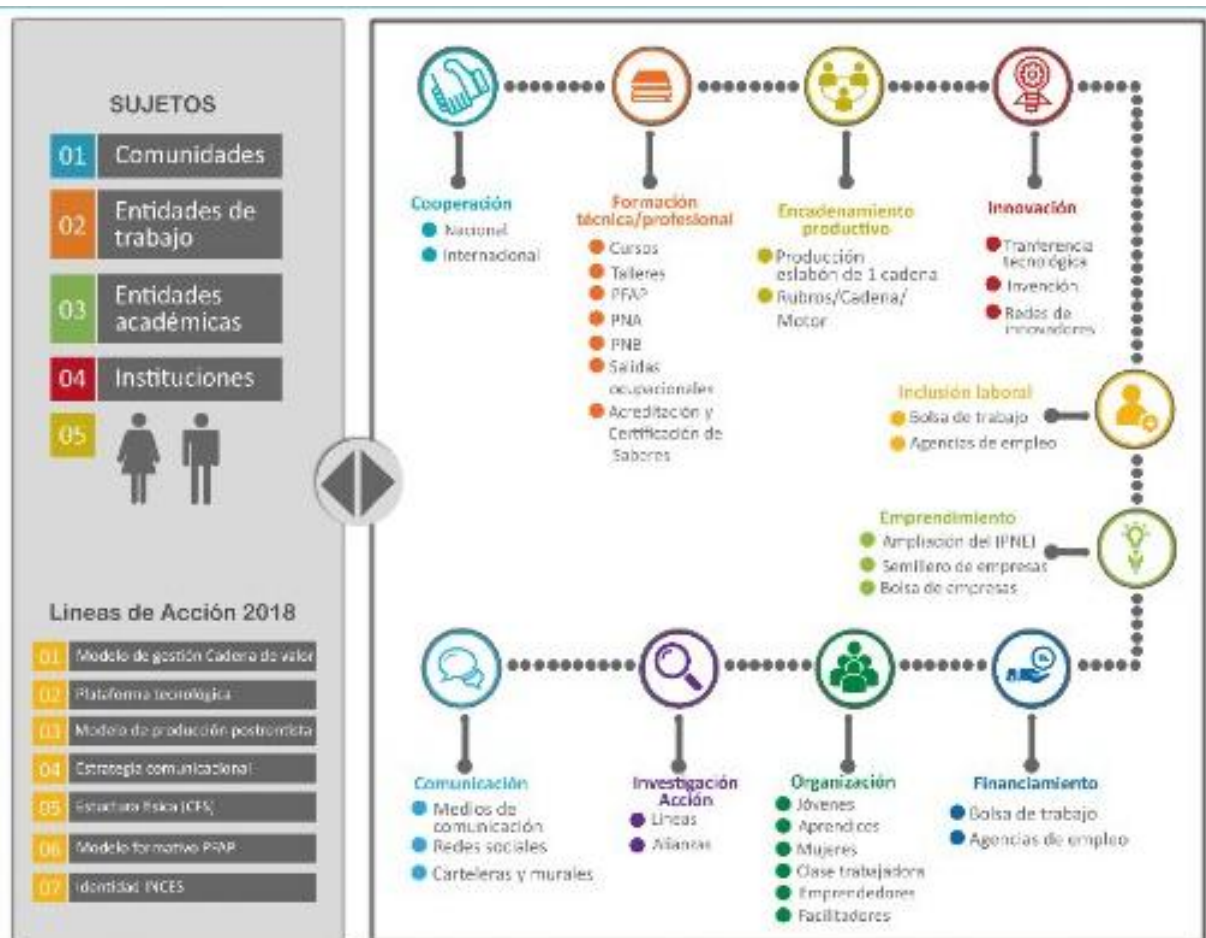 SUJETOS
01 Comunidades
02 Entidades de
trabajo
03 Entidades
académicas
04 Instituciones
05
Lineas de Acción 2018
01 Modelo de gestión Cadena de valor
02 Plataforma tecnológica
03 Modelo de producción postrentista
04 Estrategia comunicacional
05 Estuctura física (CFS)
06 Modelo formativo PFAP
07 Identidad INCES
Cooperación
Nacional
Internacional
Formación
técnica/profesional
Cursos
Talleres
PFAP
PNA
PNB
Salidas
ocupacionales
Acreditación y
Certificación de
Saberes
Encadenamiento
productivo
Producción
eslabón de 1 cadena
Rubros/Cadena/
Motor
Innovación
Tranferencia
tecnológica
Invención
Redes de
innovadores
Inclusión laboral
Bolsa de trabajo
Agencias de empleo
Emprendimiento
Ampliación del (PNE)
Semillero de empresas
Bolsa de empresas
Comunicación
Medios de
comunicación
Redes sociales
Carteleras y murales
Investigación
Acción
Líneas
Alianzas
Organización
Jóvenes
Aprendices
Mujeres
Clase trabajadora
Emprendedores
Facilitadores
Financiamiento
Bolsa de trabajo
Agencias de empleo